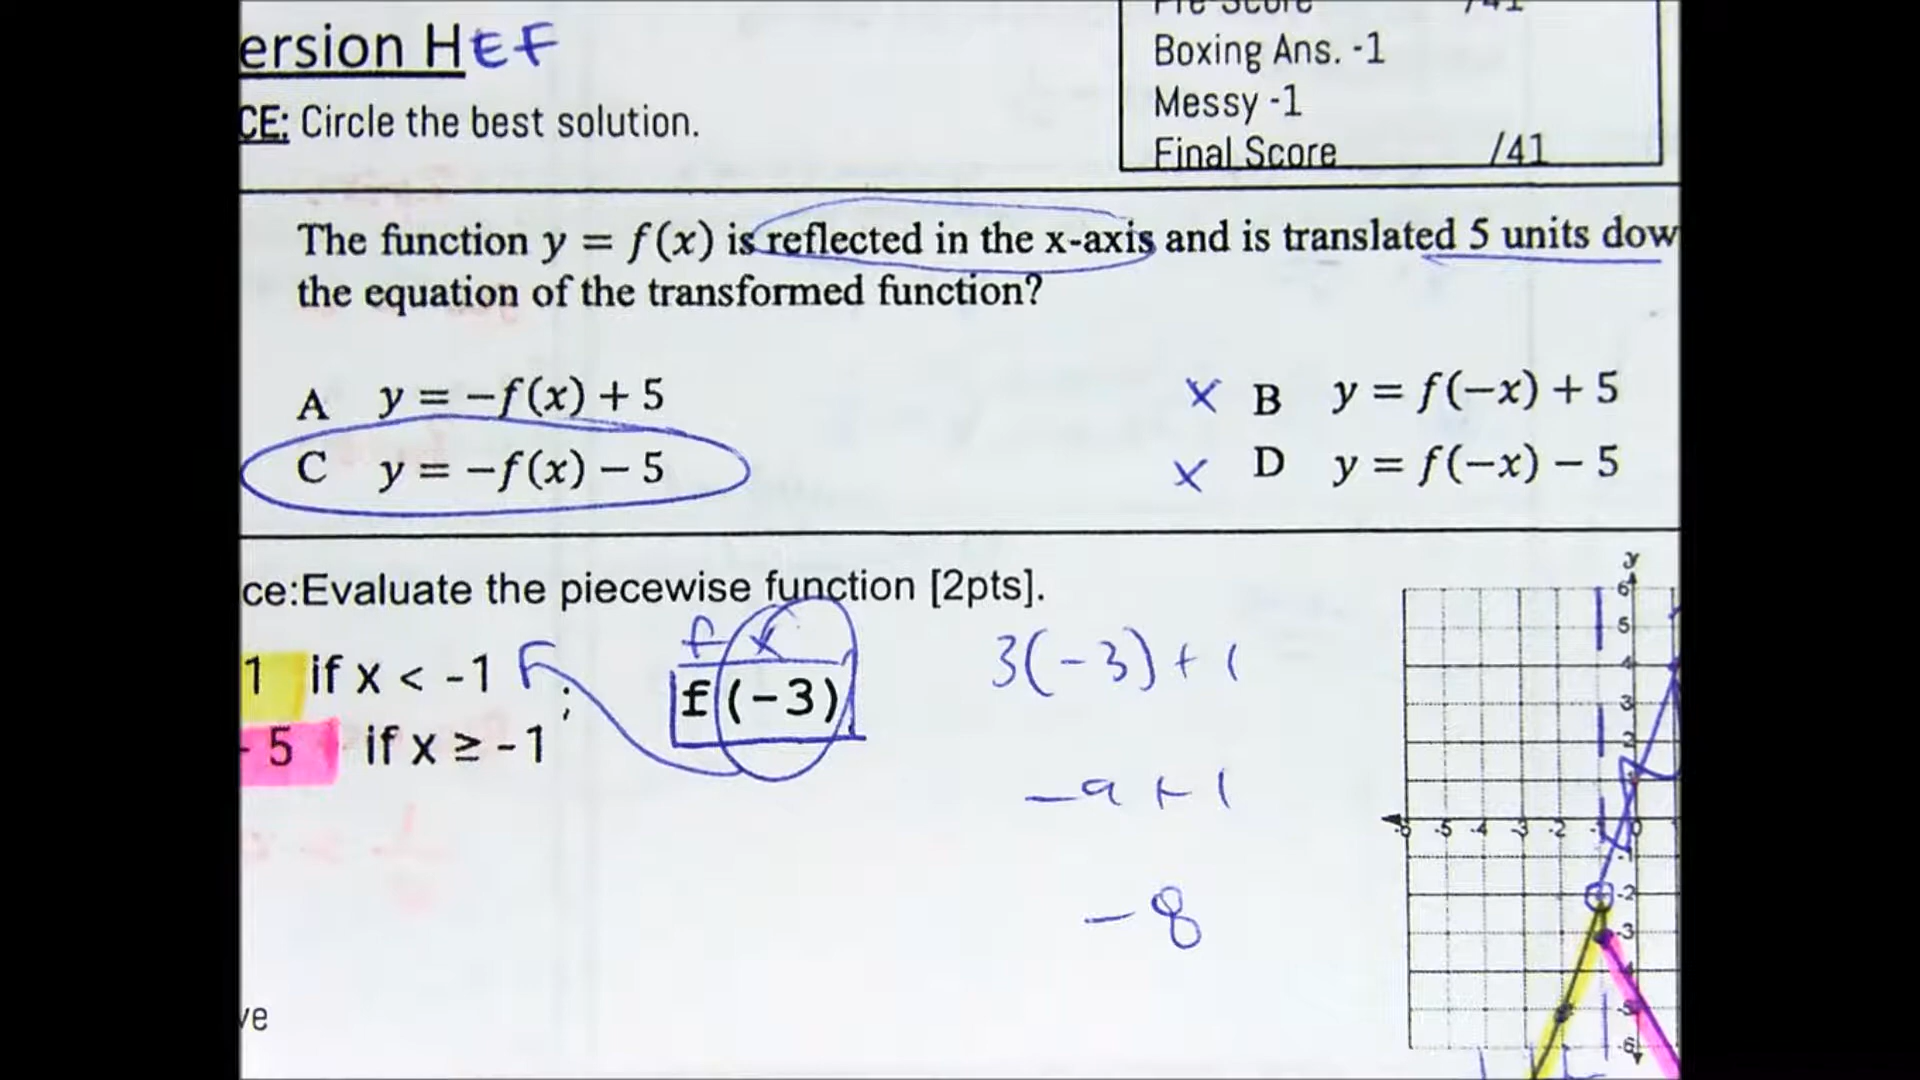 ersion HEF
Pre Score /41
Boxing Ans. -1
Messy -1
Final Score /41
CE: Circle the best solution.
The function y = f(x) is reflected in the x-axis and is translated 5 units dow
the equation of the transformed function?
A y = -f(x) + 5
x B y = f(-x) + 5
C y = -f(x) - 5
x D y = f(-x) - 5
ce:Evaluate the piecewise function [2pts].
f x
1 if x < -1 ;
f(-3)
3(-3)+1
- 5 if x ≥ -1
-9+1
-8
ve
y
6
5
4
3
2
-6 -5 -4 -3 -2 -1 0 1
-1
-2
-3
-4
-5
-6